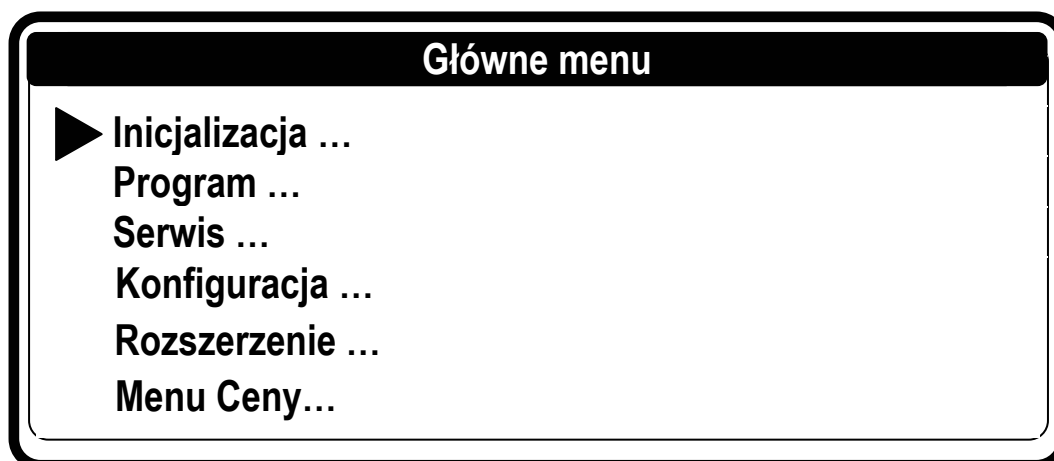 Główne menu
Inicjalizacja …
Program …
Serwis …
Konfiguracja …
Rozszerzenie …
Menu Ceny…